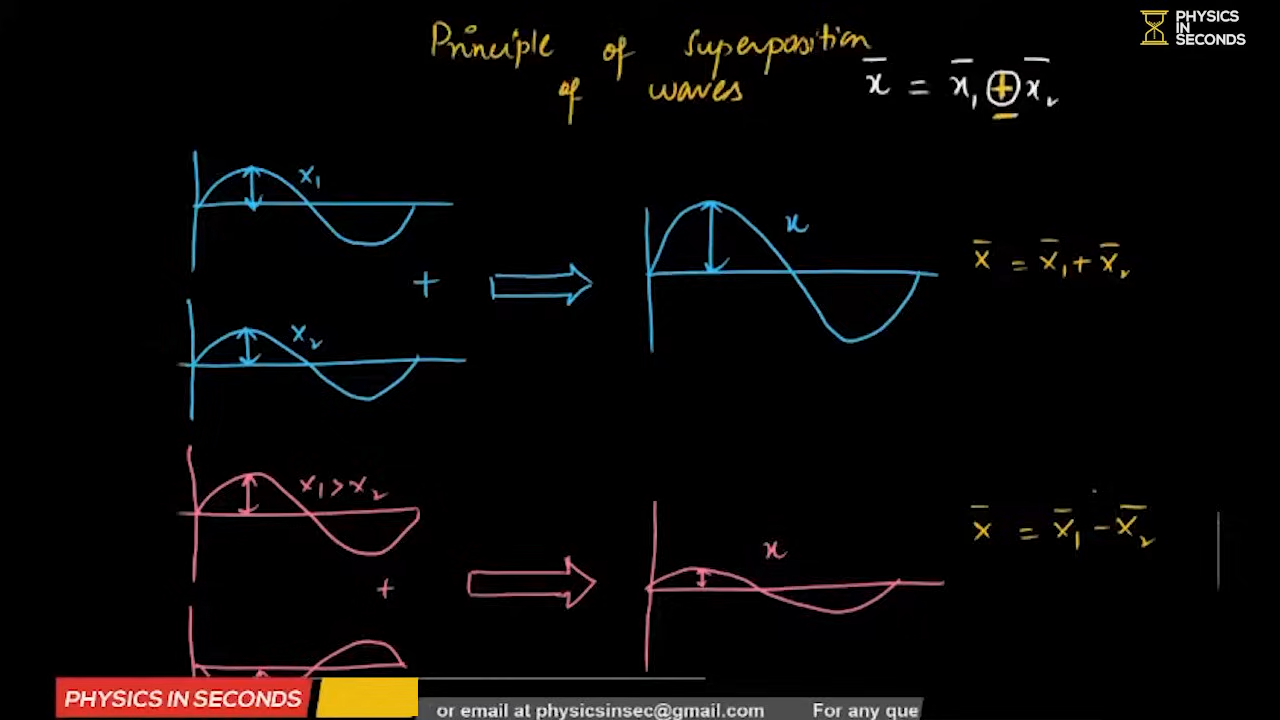 PHYSICS
IN
SECONDS
Principle of superposition
of waves
x̄ = x̄₁ ⊕ x̄₂
x₁
+
x₂
x
x̄ = x̄₁ + x̄₂
x₁ > x₂
+
x
x̄ = x̄₁ − x̄₂
PHYSICS IN SECONDS
or email at physicsinsec@gmail.com For any que